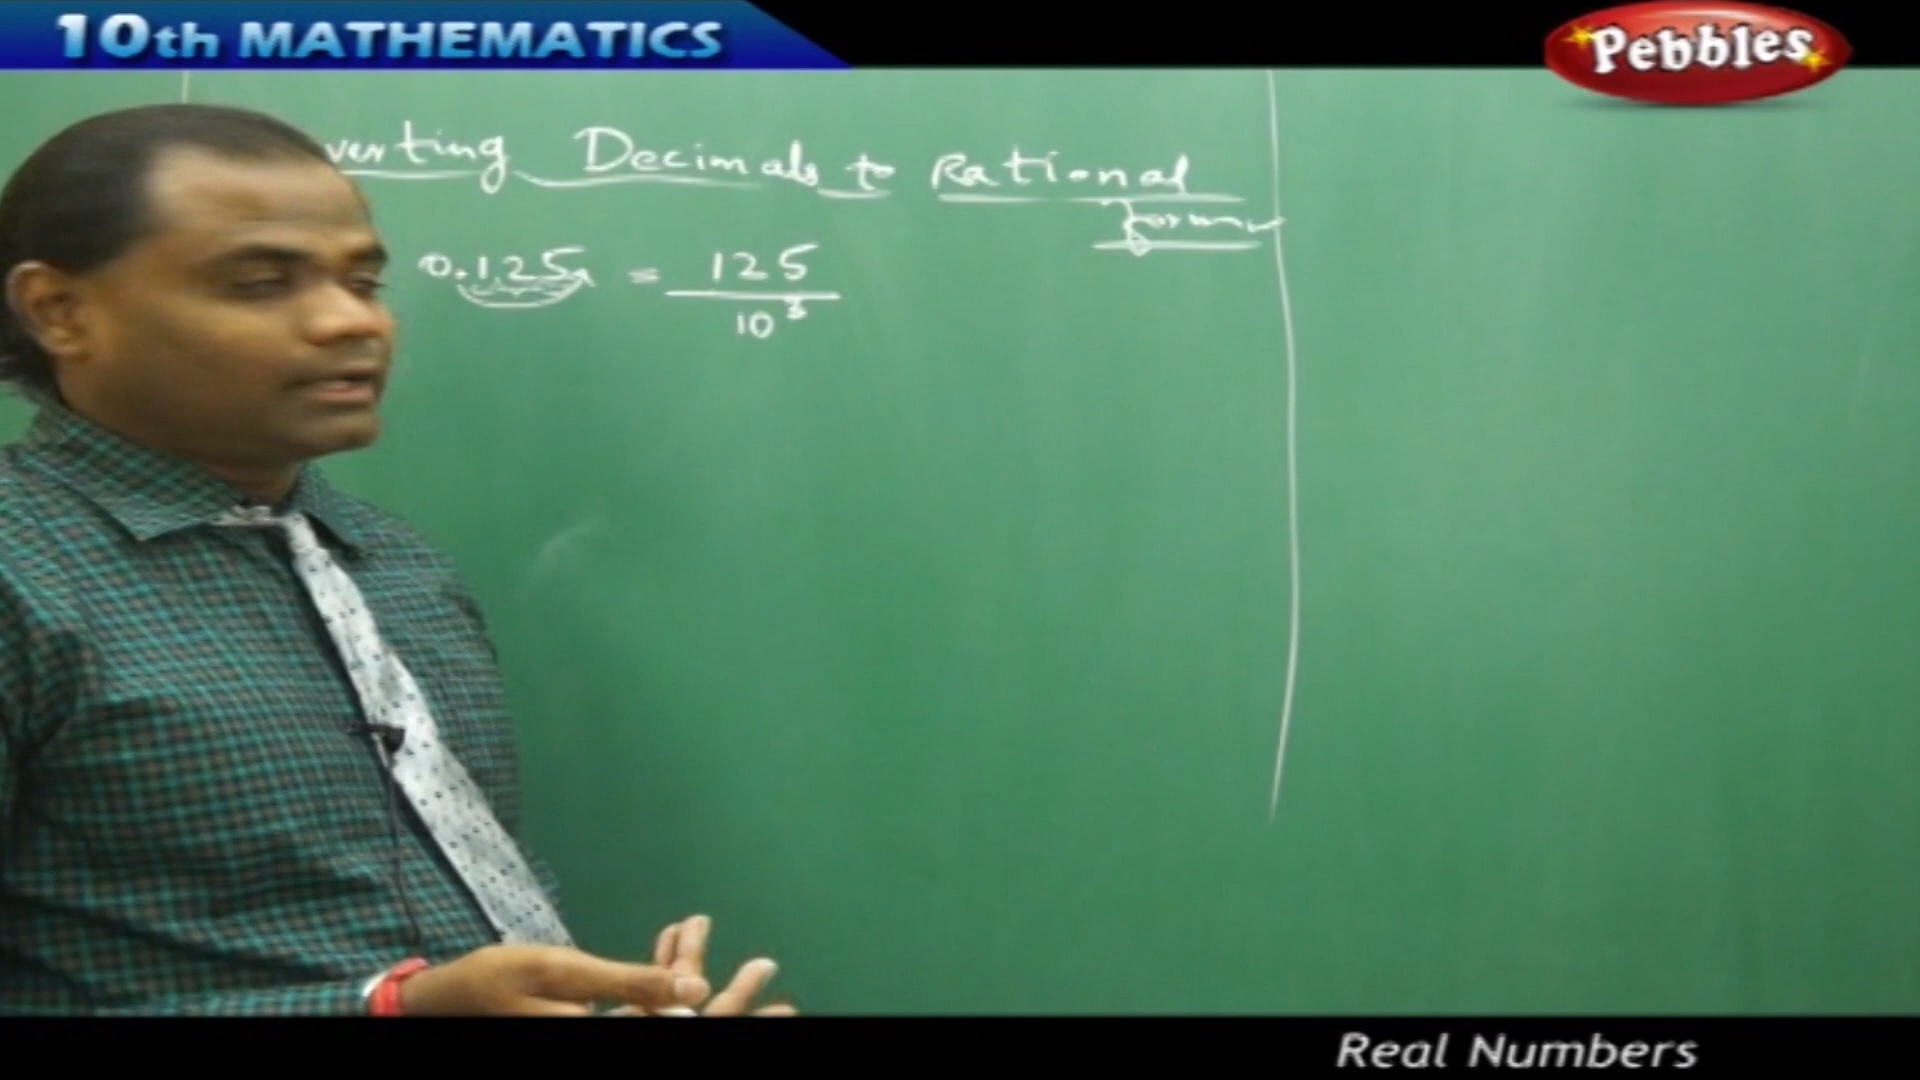 10th MATHEMATICS
Pebbles
verting Decimals to Rational
form
0.125 = 125
10³
Real Numbers